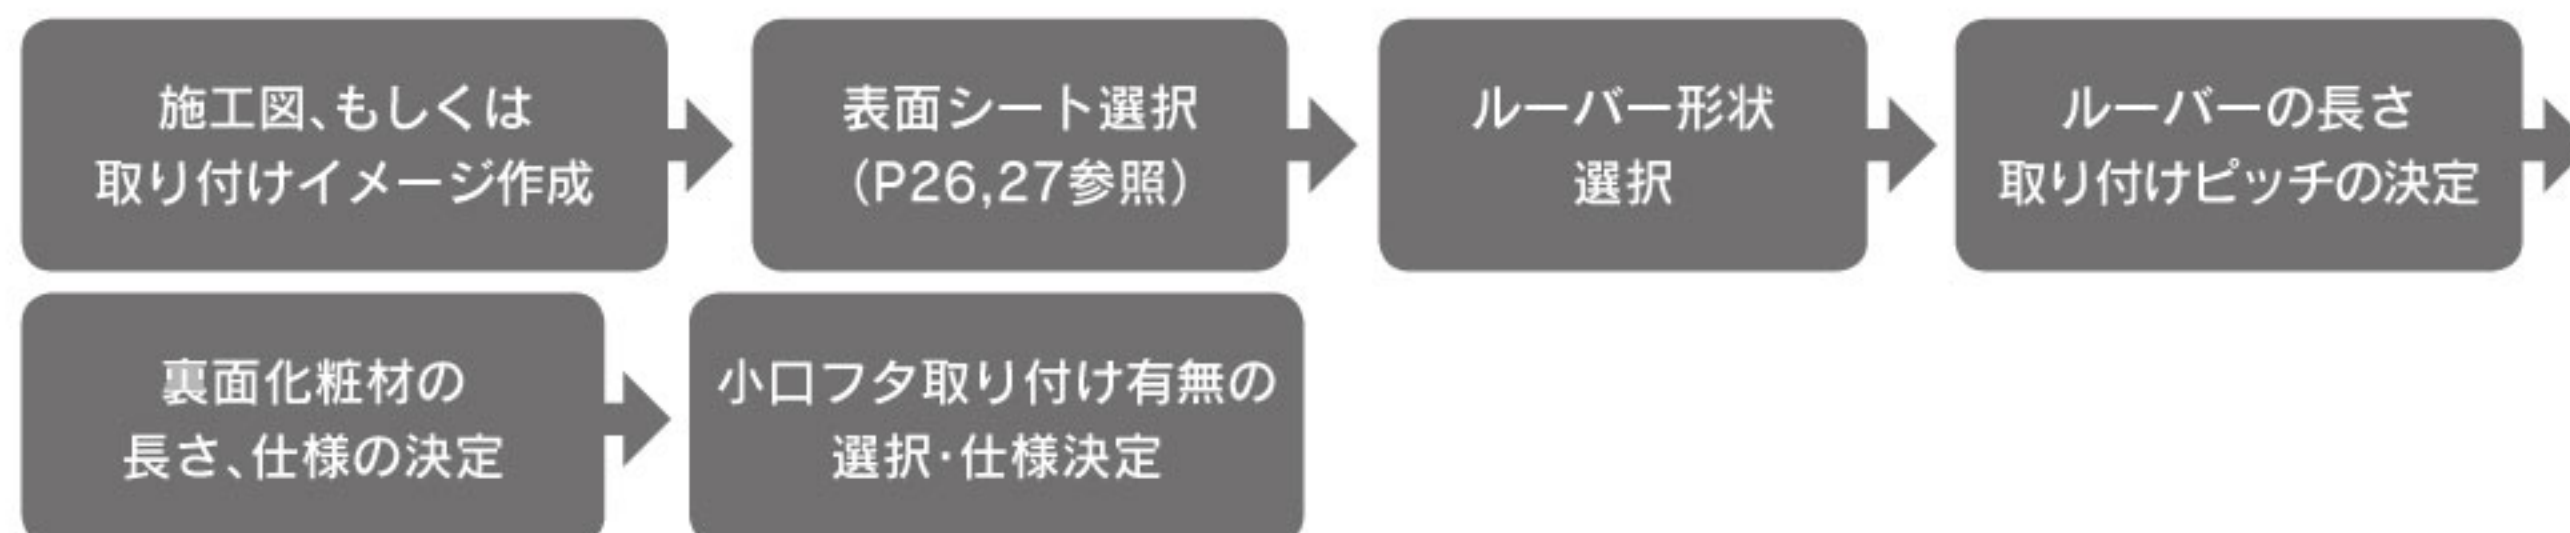 施工図、もしくは
取り付けイメージ作成
表面シート選択
（P26,27参照）
ルーバー形状
選択
ルーバーの長さ
取り付けピッチの決定
裏面化粧材の
長さ、仕様の決定
小口フタ取り付け有無の
選択・仕様決定